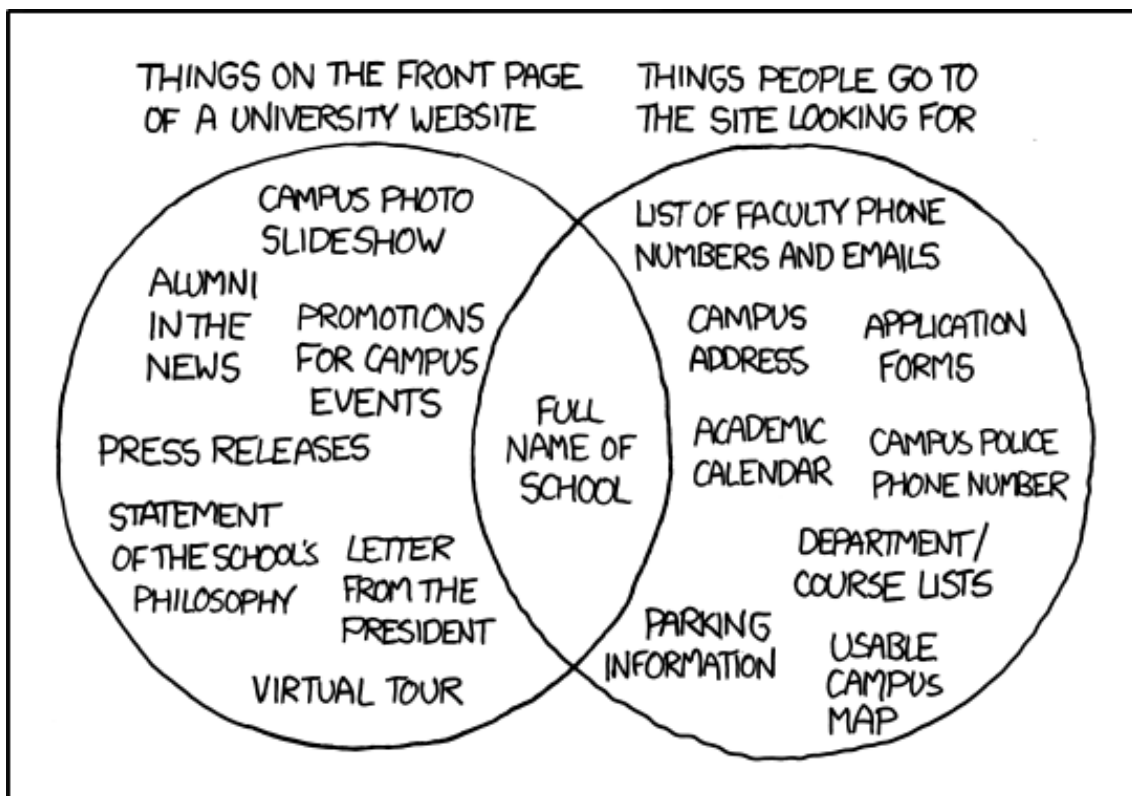 THINGS ON THE FRONT PAGE
OF A UNIVERSITY WEBSITE
THINGS PEOPLE GO TO
THE SITE LOOKING FOR
CAMPUS PHOTO
SLIDESHOW
ALUMNI
IN THE
NEWS
PROMOTIONS
FOR CAMPUS
EVENTS
PRESS RELEASES
STATEMENT
OF THE SCHOOL'S
PHILOSOPHY
LETTER
FROM THE
PRESIDENT
VIRTUAL TOUR
FULL
NAME OF
SCHOOL
LIST OF FACULTY PHONE
NUMBERS AND EMAILS
CAMPUS
ADDRESS
APPLICATION
FORMS
ACADEMIC
CALENDAR
CAMPUS POLICE
PHONE NUMBER
DEPARTMENT/
COURSE LISTS
PARKING
INFORMATION
USABLE
CAMPUS
MAP